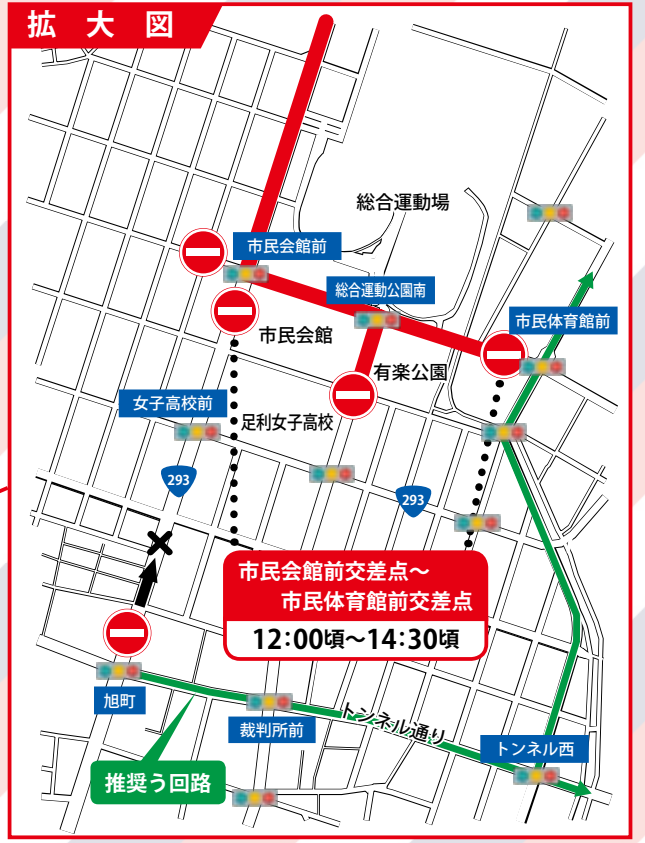 拡大図
総合運動場
市民会館前
総合運動公園南
市民体育館前
市民会館
有楽公園
女子高校前
足利女子高校
293
293
市民会館前交差点~
市民体育館前交差点
12:00頃~14:30頃
旭町
裁判所前
トンネル通り
トンネル西
推奨う回路